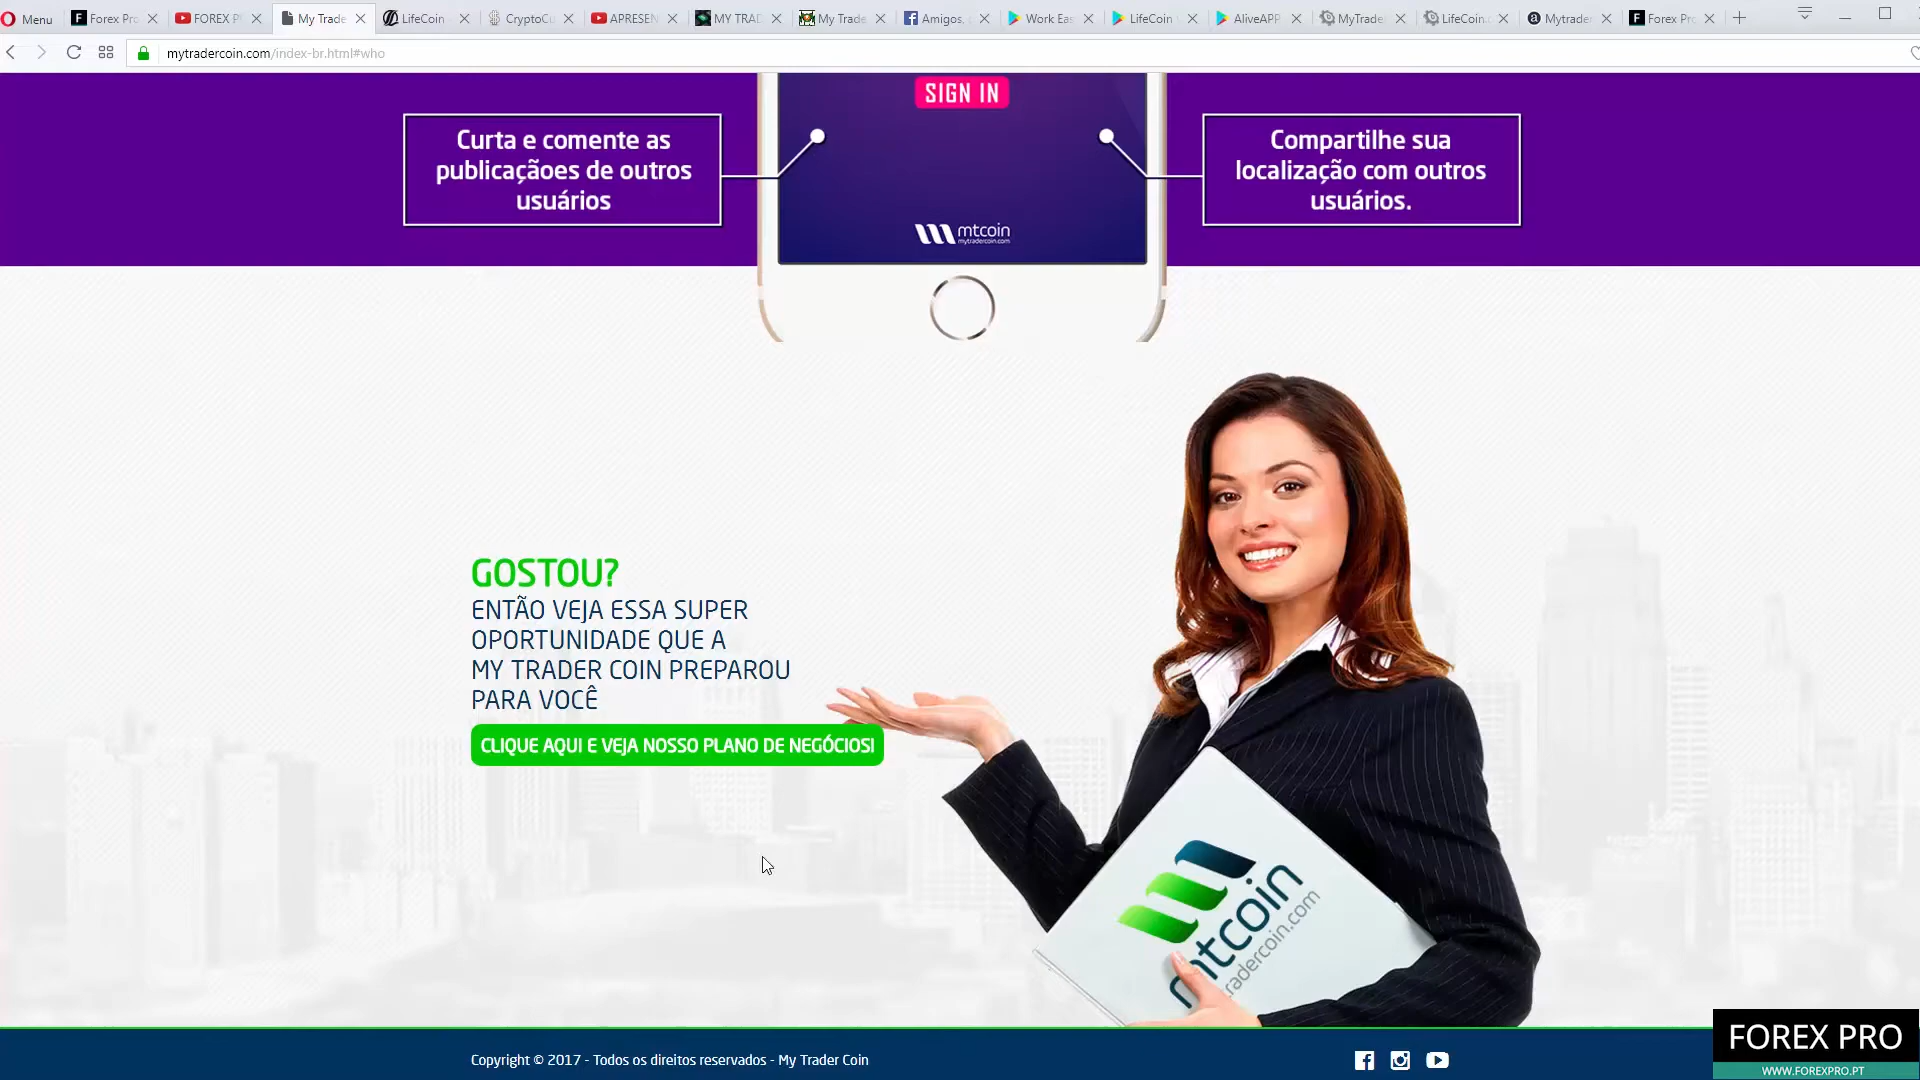 Menu
Forex Pro
FOREX P
My Trade
LifeCoin
CryptoCu
APRESEN
MY TRAD
My Trade
Amigos,
Work Eas
LifeCoin
AliveAPP
MyTrade
LifeCoin.c
Mytrader
Forex Pro
mytradercoin.com/index-br.html#who
SIGN IN
Curta e comente as
publicaçãoes de outros
usuários
Compartilhe sua
localização com outros
usuários.
mtcoin
mytradercoin.com
GOSTOU?
ENTÃO VEJA ESSA SUPER
OPORTUNIDADE QUE A
MY TRADER COIN PREPAROU
PARA VOCÊ
CLIQUE AQUI E VEJA NOSSO PLANO DE NEGÓCIOS!
mtcoin
tradercoin.com
Copyright © 2017 - Todos os direitos reservados - My Trader Coin
FOREX PRO
WWW.FOREXPRO.PT